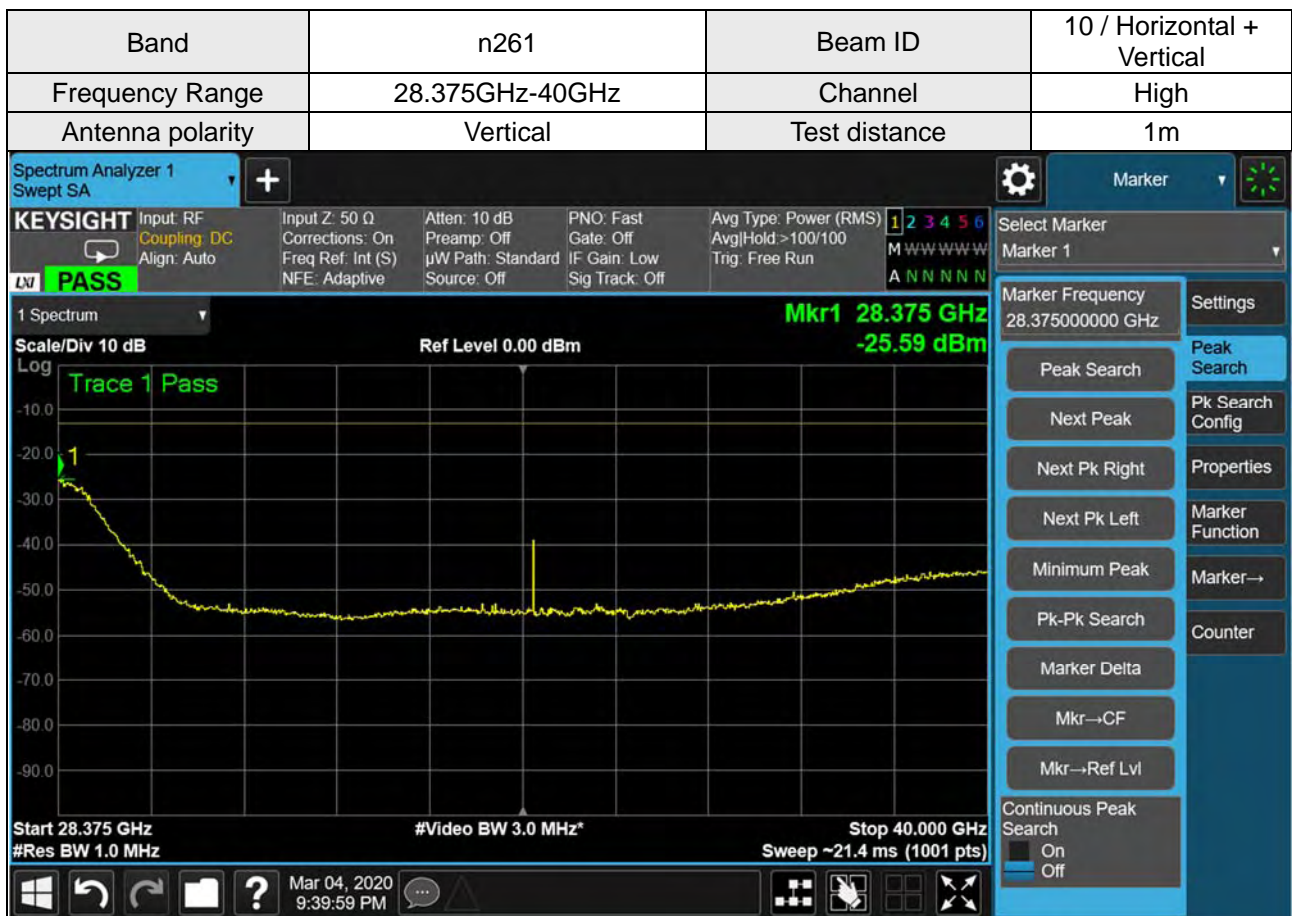 Band n261 Beam ID 10 / Horizontal + Vertical
Frequency Range 28.375GHz-40GHz Channel High
Antenna polarity Vertical Test distance 1m
Spectrum Analyzer 1
Swept SA
Marker
KEYSIGHT
Input: RF
Coupling: DC
Align: Auto
Input Z: 50 Ω
Corrections: On
Freq Ref: Int (S)
NFE: Adaptive
Atten: 10 dB
Preamp: Off
µW Path: Standard
Source: Off
PNO: Fast
Gate: Off
IF Gain: Low
Sig Track: Off
Avg Type: Power (RMS)
Avg|Hold:>100/100
Trig: Free Run
1 2 3 4 5 6
M W W W W W
A N N N N N
LXI PASS
1 Spectrum
Scale/Div 10 dB
Ref Level 0.00 dBm
Mkr1 28.375 GHz
-25.59 dBm
Log
Trace 1 Pass
-10.0
-20.0
1
-30.0
-40.0
-50.0
-60.0
-70.0
-80.0
-90.0
Start 28.375 GHz
#Res BW 1.0 MHz
#Video BW 3.0 MHz*
Stop 40.000 GHz
Sweep ~21.4 ms (1001 pts)
Select Marker
Marker 1
Marker Frequency
28.375000000 GHz
Peak Search
Next Peak
Next Pk Right
Next Pk Left
Minimum Peak
Pk-Pk Search
Marker Delta
Mkr→CF
Mkr→Ref Lvl
Continuous Peak
Search
On
Off
Settings
Peak
Search
Pk Search
Config
Properties
Marker
Function
Marker→
Counter
?
Mar 04, 2020
9:39:59 PM